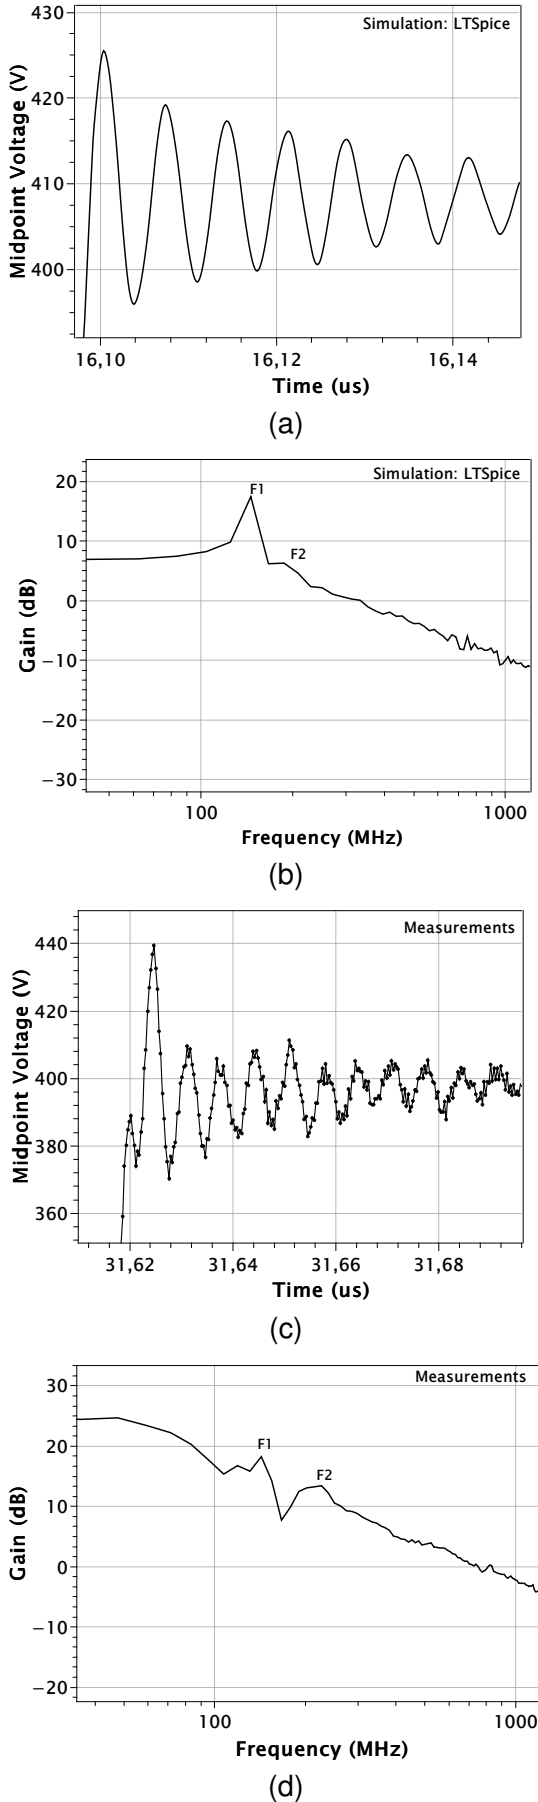 430
Simulation: LTSpice
420
410
400
Midpoint Voltage (V)
16,10 16,12 16,14
Time (us)
(a)
Simulation: LTSpice
20
F1
10
F2
0
−10
−20
−30
Gain (dB)
100 1000
Frequency (MHz)
(b)
Measurements
440
420
400
380
360
Midpoint Voltage (V)
31,62 31,64 31,66 31,68
Time (us)
(c)
Measurements
30
F1
20
F2
10
0
−10
−20
Gain (dB)
100 1000
Frequency (MHz)
(d)